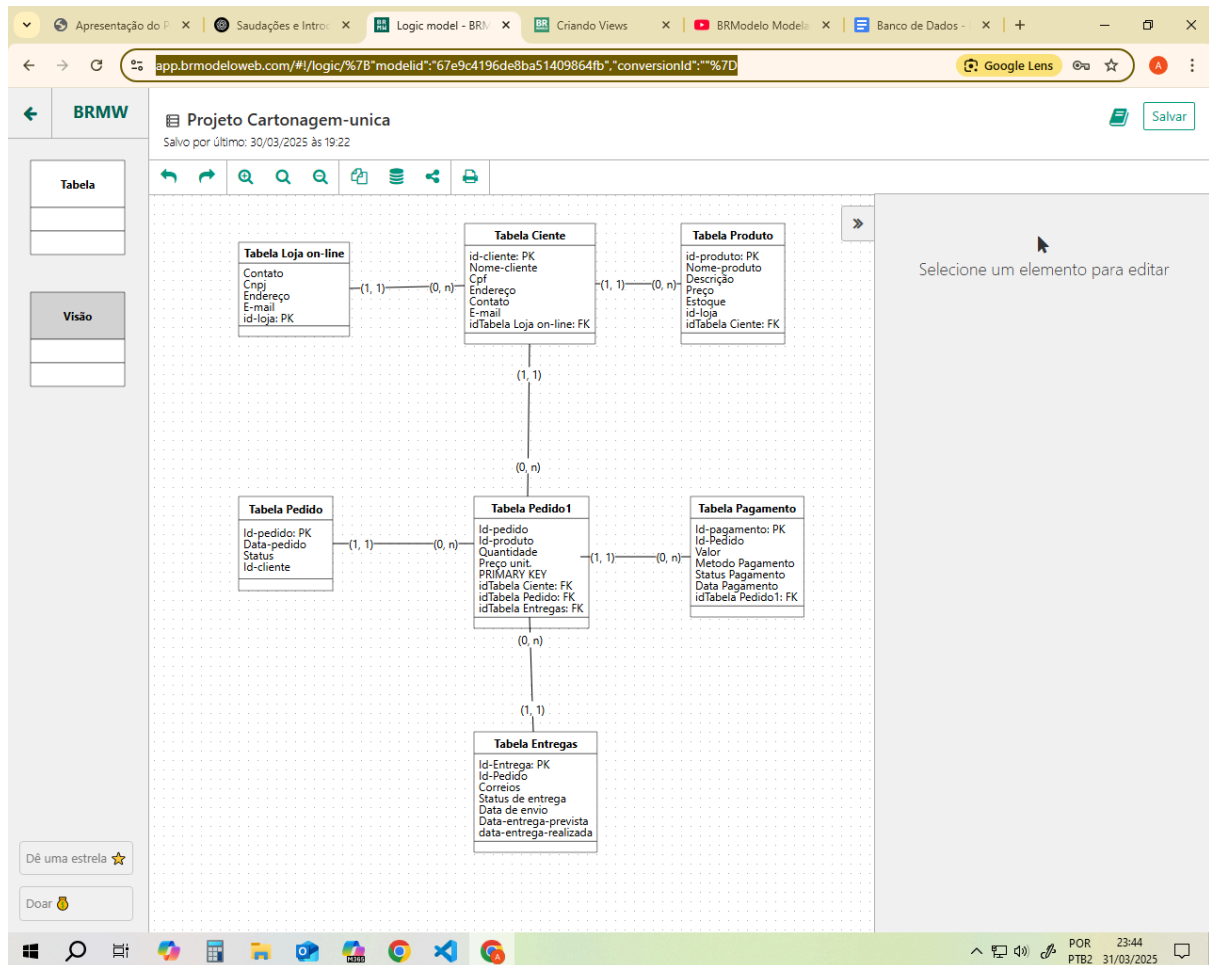 Apresentação do P
Saudações e Introd
Logic model - BRM
Criando Views
BRModelo Modela
Banco de Dados -
app.brmodeloweb.com/#!/logic/%7B"modelid":"67e9c4196de8ba51409864fb","conversionId":""%7D
Google Lens
A
BRMW
Projeto Cartonagem-unica
Salvo por último: 30/03/2025 às 19:22
Salvar
Tabela
Visão
Selecione um elemento para editar
Tabela Loja on-line
Contato
Cnpj
Endereço
E-mail
id-loja: PK
(1, 1)
(0, n)
Tabela Ciente
id-cliente: PK
Nome-cliente
Cpf
Endereço
Contato
E-mail
idTabela Loja on-line: FK
(1, 1)
(0, n)
Tabela Produto
id-produto: PK
Nome-produto
Descrição
Preço
Estoque
id-loja
idTabela Ciente: FK
(1, 1)
(0, n)
Tabela Pedido
Id-pedido: PK
Data-pedido
Status
Id-cliente
(1, 1)
(0, n)
Tabela Pedido1
Id-pedido
Id-produto
Quantidade
Preço unit.
PRIMARY KEY
idTabela Ciente: FK
idTabela Pedido: FK
idTabela Entregas: FK
(1, 1)
(0, n)
Tabela Pagamento
Id-pagamento: PK
Id-Pedido
Valor
Metodo Pagamento
Status Pagamento
Data Pagamento
idTabela Pedido1: FK
(0, n)
(1, 1)
Tabela Entregas
Id-Entrega: PK
Id-Pedido
Correios
Status de entrega
Data de envio
Data-entrega-prevista
data-entrega-realizada
Dê uma estrela
Doar
M365
A
POR
PTB2
23:44
31/03/2025